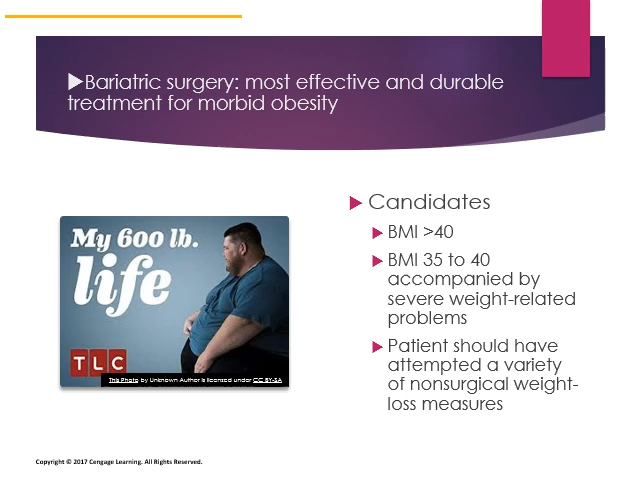 ▶Bariatric surgery: most effective and durable
treatment for morbid obesity
My 600 lb.
life
TLC
This Photo by Unknown Author is licensed under CC BY-SA
▶ Candidates
▶ BMI >40
▶ BMI 35 to 40
accompanied by
severe weight-related
problems
▶ Patient should have
attempted a variety
of nonsurgical weight-
loss measures
Copyright © 2017 Cengage Learning. All Rights Reserved.